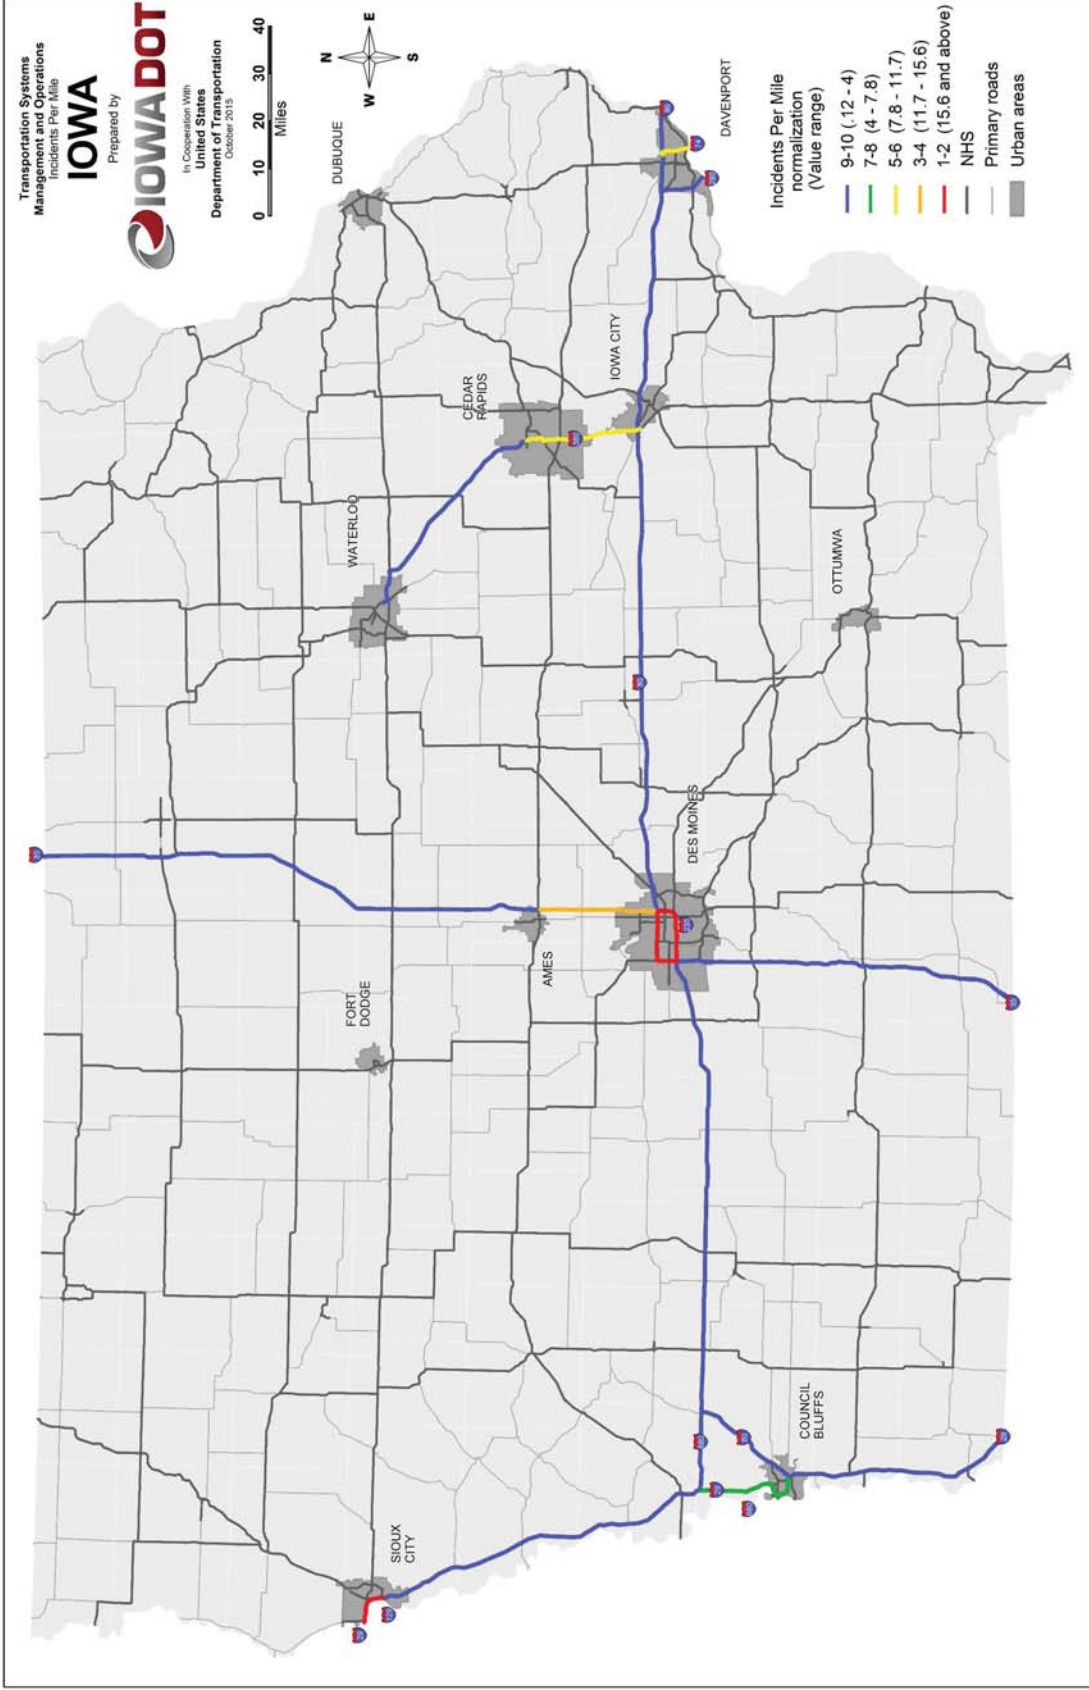 Transportation Systems
Management and Operations
Incidents Per Mile
IOWA
Prepared by
IOWADOT
In Cooperation With
United States
Department of Transportation
October 2015
0 10 20 30 40
Miles
N
W E
S
DUBUQUE
WATERLOO
CEDAR
RAPIDS
IOWA CITY
DAVENPORT
FORT
DODGE
AMES
DES MOINES
OTTUMWA
SIOUX
CITY
COUNCIL
BLUFFS
Incidents Per Mile
normalization
(Value range)
9-10 (.12 - 4)
7-8 (4 - 7.8)
5-6 (7.8 - 11.7)
3-4 (11.7 - 15.6)
1-2 (15.6 and above)
NHS
Primary roads
Urban areas